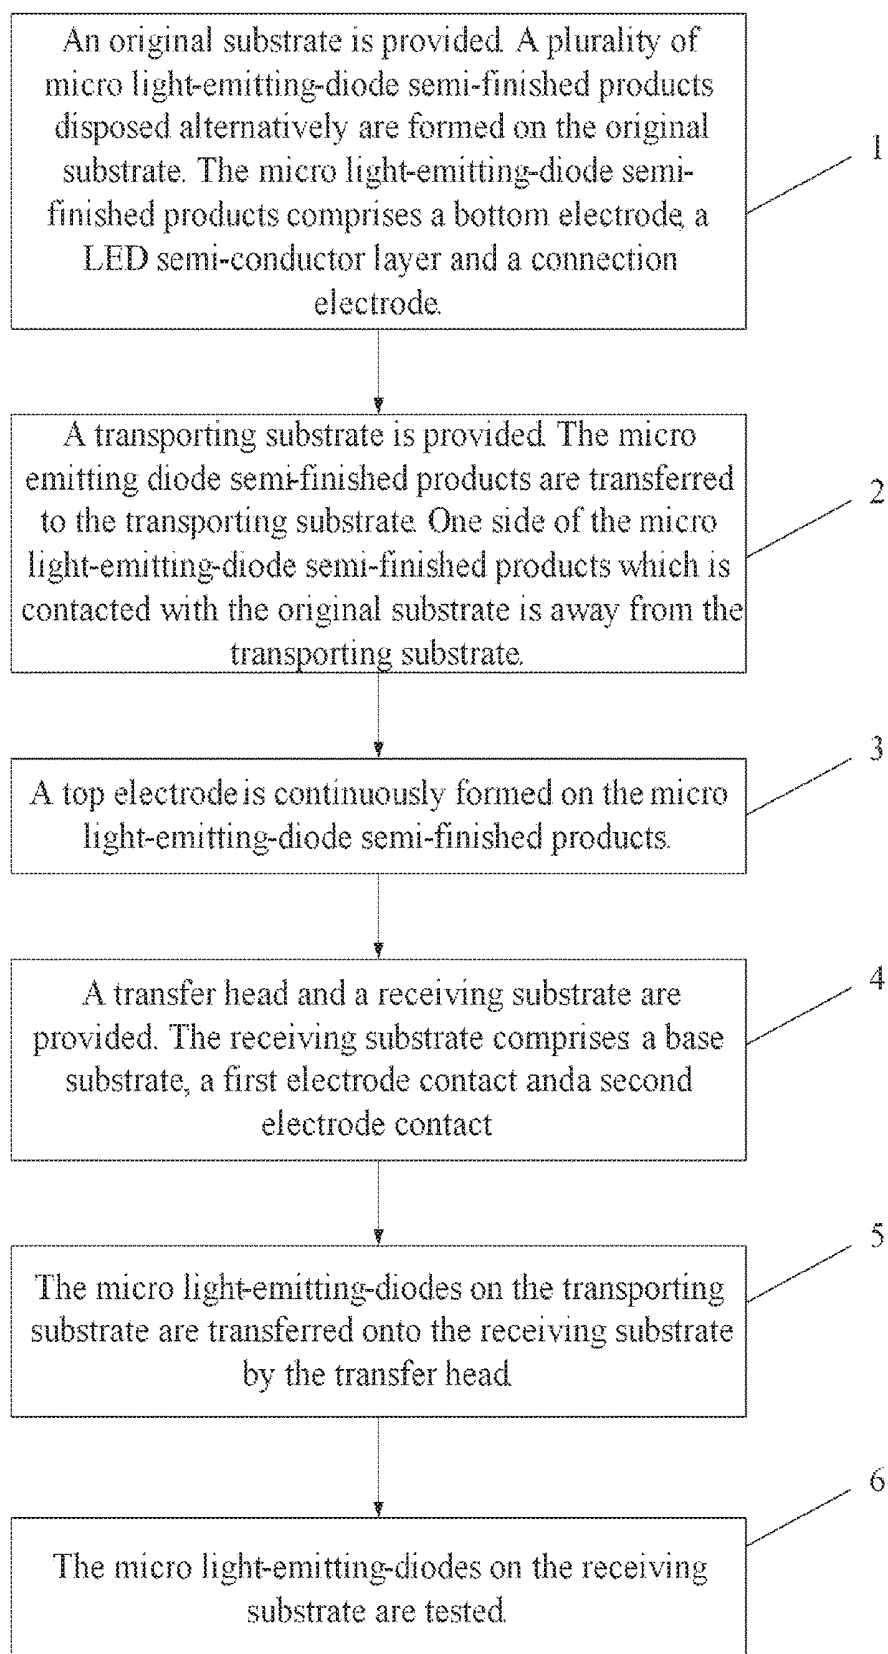 An original substrate is provided. A plurality of
micro light-emitting-diode semi-finished products
disposed alternatively are formed on the original
substrate. The micro light-emitting-diode semi-
finished products comprises a bottom electrode, a
LED semi-conductor layer and a connection
electrode.
1
A transporting substrate is provided. The micro
emitting diode semi-finished products are transferred
to the transporting substrate. One side of the micro
light-emitting-diode semi-finished products which is
contacted with the original substrate is away from the
transporting substrate.
2
A top electrode is continuously formed on the micro
light-emitting-diode semi-finished products.
3
A transfer head and a receiving substrate are
provided. The receiving substrate comprises a base
substrate, a first electrode contact anda second
electrode contact
4
The micro light-emitting-diodes on the transporting
substrate are transferred onto the receiving substrate
by the transfer head.
5
The micro light-emitting-diodes on the receiving
substrate are tested.
6